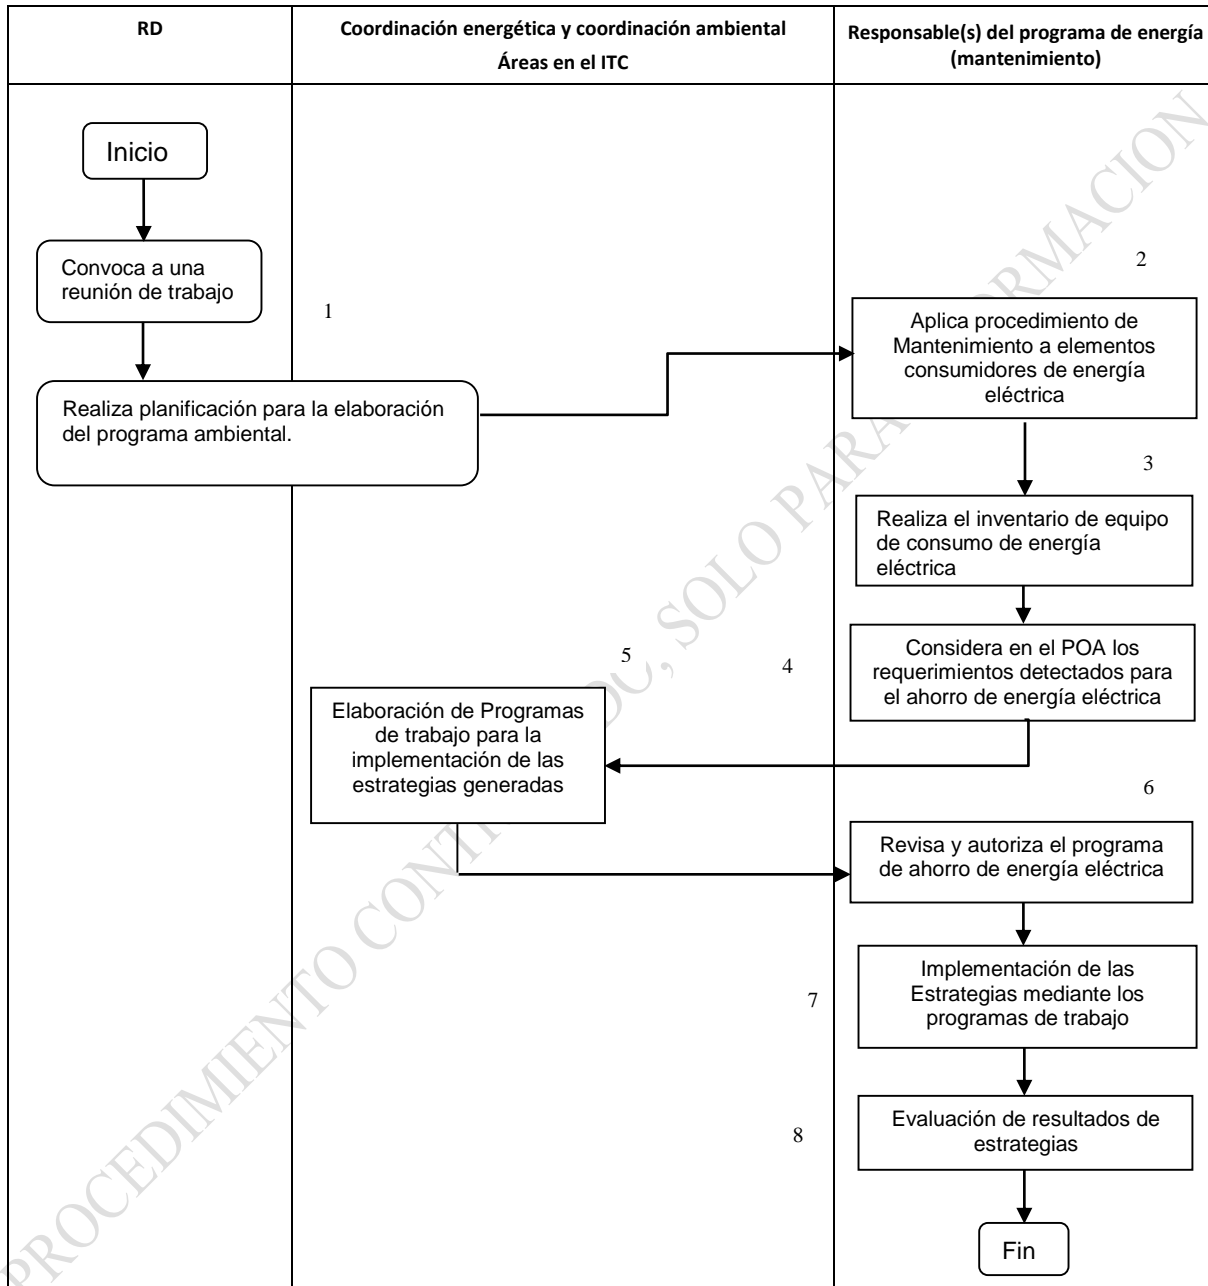 RD
Coordinación energética y coordinación ambiental
Áreas en el ITC
Responsable(s) del programa de energía
(mantenimiento)
Inicio
Convoca a una
reunión de trabajo
1
Realiza planificación para la elaboración
del programa ambiental.
2
Aplica procedimiento de
Mantenimiento a elementos
consumidores de energía
eléctrica
3
Realiza el inventario de equipo
de consumo de energía
eléctrica
4
Considera en el POA los
requerimientos detectados para
el ahorro de energía eléctrica
5
Elaboración de Programas
de trabajo para la
implementación de las
estrategias generadas
6
Revisa y autoriza el programa
de ahorro de energía eléctrica
7
Implementación de las
Estrategias mediante los
programas de trabajo
8
Evaluación de resultados de
estrategias
Fin
PROCEDIMIENTO SOLO PARA